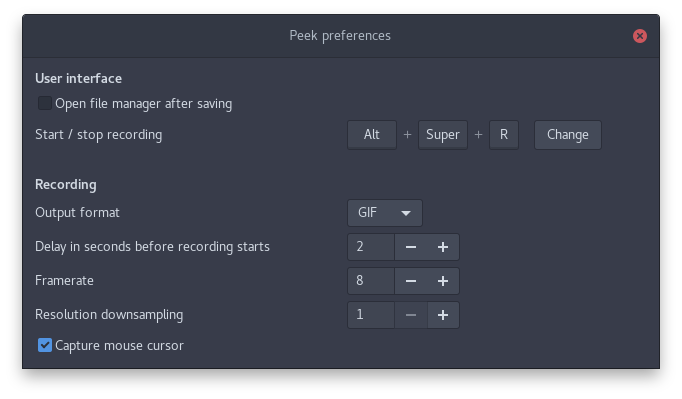 Peek preferences
User interface
Open file manager after saving
Start / stop recording Alt + Super + R Change
Recording
Output format GIF
Delay in seconds before recording starts 2 − +
Framerate 8 − +
Resolution downsampling 1 − +
Capture mouse cursor